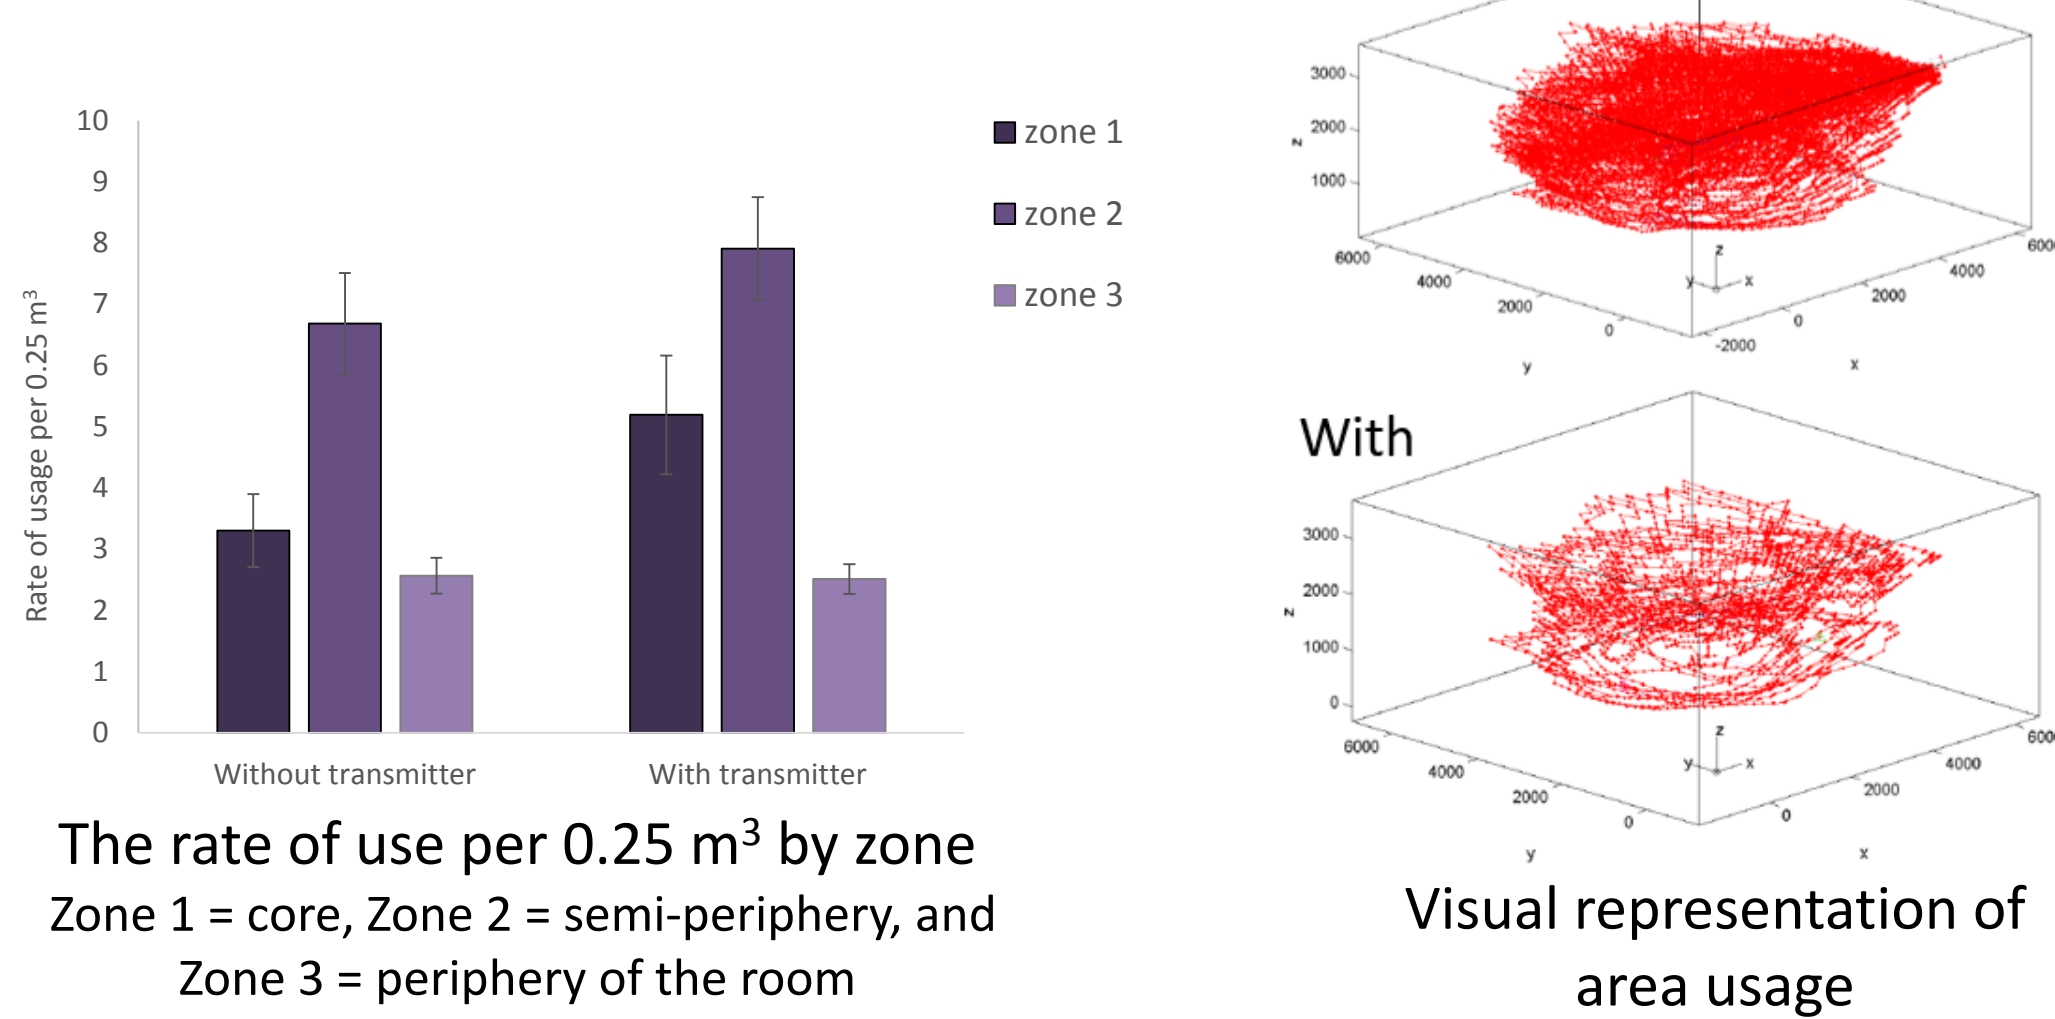 10
9
8
7
6
5
4
3
2
1
0
Rate of usage per 0.25 m³
Without transmitter
With transmitter
zone 1
zone 2
zone 3
The rate of use per 0.25 m³ by zone
Zone 1 = core, Zone 2 = semi-periphery, and
Zone 3 = periphery of the room
3000
2000
1000
z
6000
4000
2000
0
y
-2000
0
2000
4000
x
z
y
x
With
3000
2000
1000
0
z
6000
4000
2000
0
y
0
2000
4000
x
z
y
x
Visual representation of
area usage